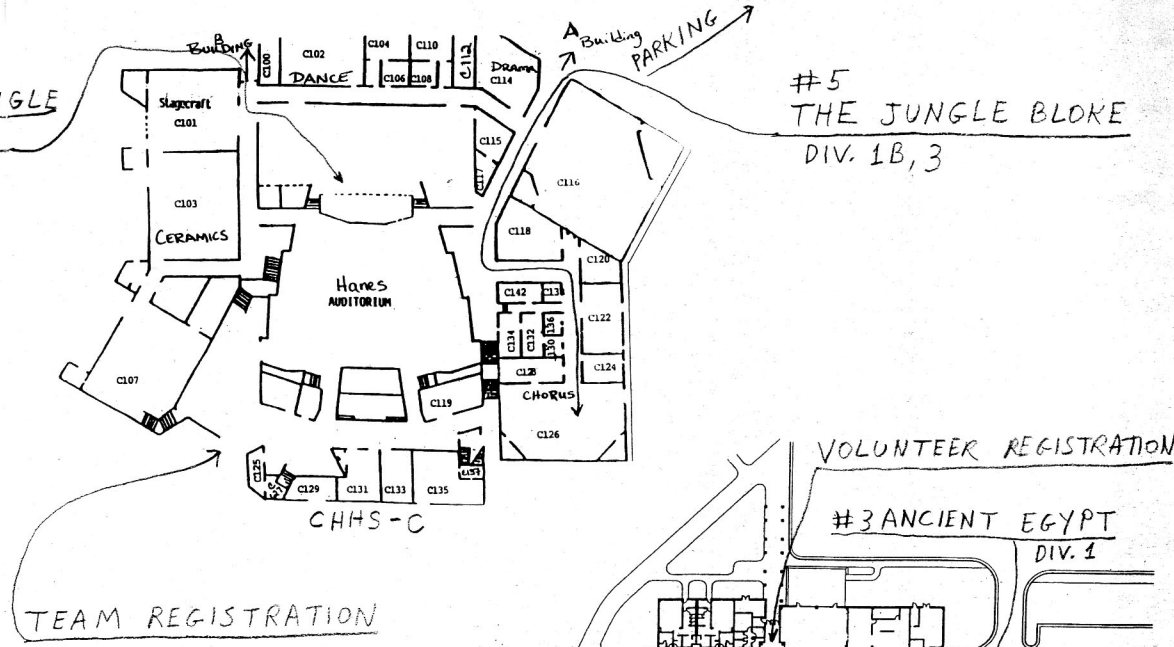 A Building
PARKING
B
BUILDING
C100
C102
DANCE
C104
C106
C110
C108
C112
DRAMA
C114
GLE
#5
THE JUNGLE BLOKE
DIV. 1B, 3
Stagecraft
C101
C115
C117
C116
C103
CERAMICS
C118
C120
Hanes
AUDITORIUM
C142
C13
C134
C132
136
130
C122
C128
C124
C107
C119
CHORUS
C126
C125
C129
C131
C133
C135
C137
CHHS-C
VOLUNTEER REGISTRATION
#3 ANCIENT EGYPT
DIV. 1
TEAM REGISTRATION